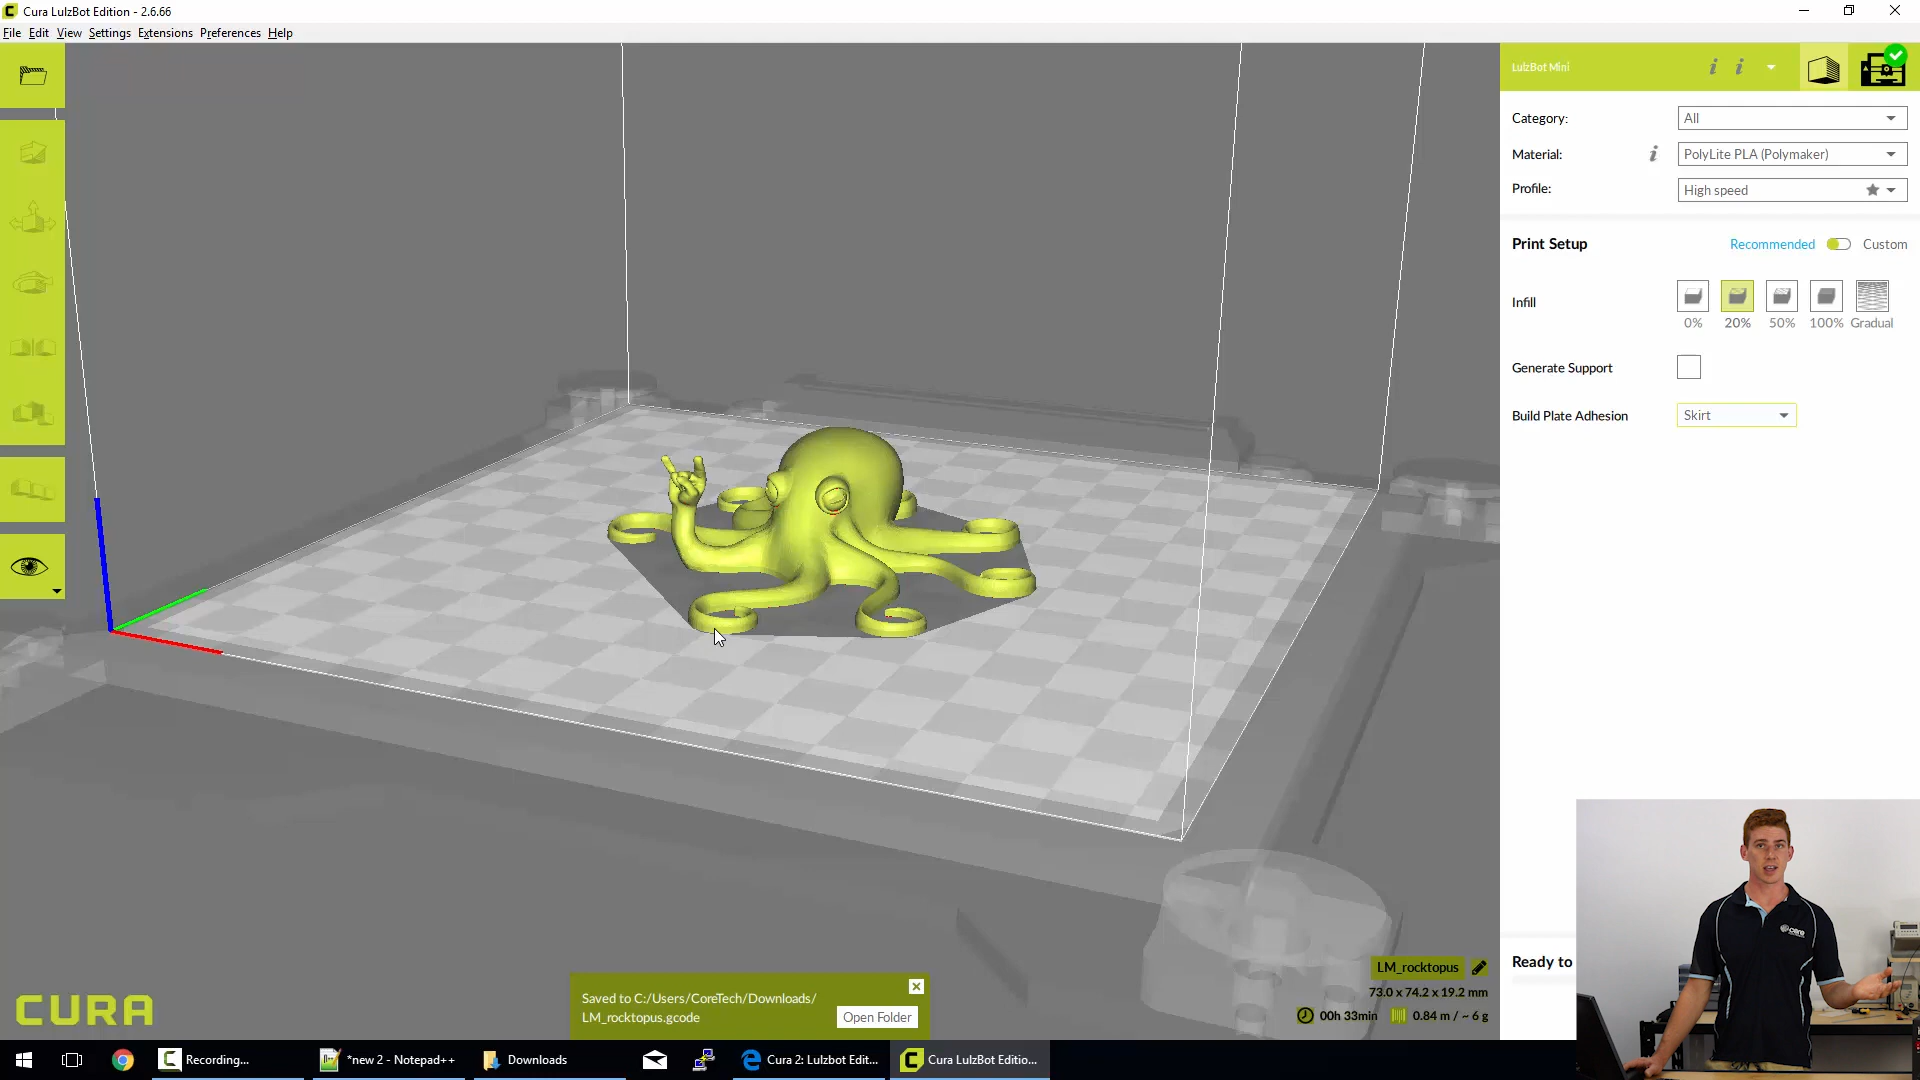 Cura LulzBot Edition - 2.6.66
File Edit View Settings Extensions Preferences Help
LulzBot Mini
Category: All
Material: PolyLite PLA (Polymaker)
Profile: High speed
Print Setup Recommended Custom
Infill
0% 20% 50% 100% Gradual
Generate Support
Build Plate Adhesion Skirt
Ready to
LM_rocktopus
73.0 x 74.2 x 19.2 mm
00h 33min 0.84 m / ~ 6 g
Saved to C:/Users/CoreTech/Downloads/
LM_rocktopus.gcode
Open Folder
CURA
Recording... *new 2 - Notepad++ Downloads Cura 2: Lulzbot Edit... Cura LulzBot Editio...